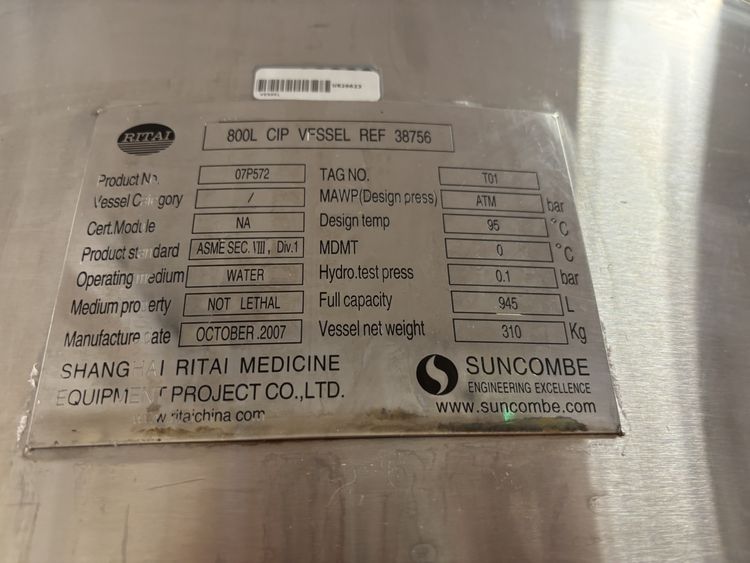 VESSEL
RITAI
800L CIP VESSEL REF 38756
Product No. 07P572
Vessel Category /
Cert.Module NA
Product standard ASME SEC. VIII , Div.1
Operating medium WATER
Medium property NOT LETHAL
Manufacture date OCTOBER .2007
TAG NO. T01
MAWP(Design press) ATM bar
Design temp 95 °C
MDMT 0 °C
Hydro.test press 0.1 bar
Full capacity 945 L
Vessel net weight 310 Kg
SHANGHAI RITAI MEDICINE
EQUIPMENT PROJECT CO.,LTD.
www.ritaichina.com
SUNCOMBE
ENGINEERING EXCELLENCE
www.suncombe.com